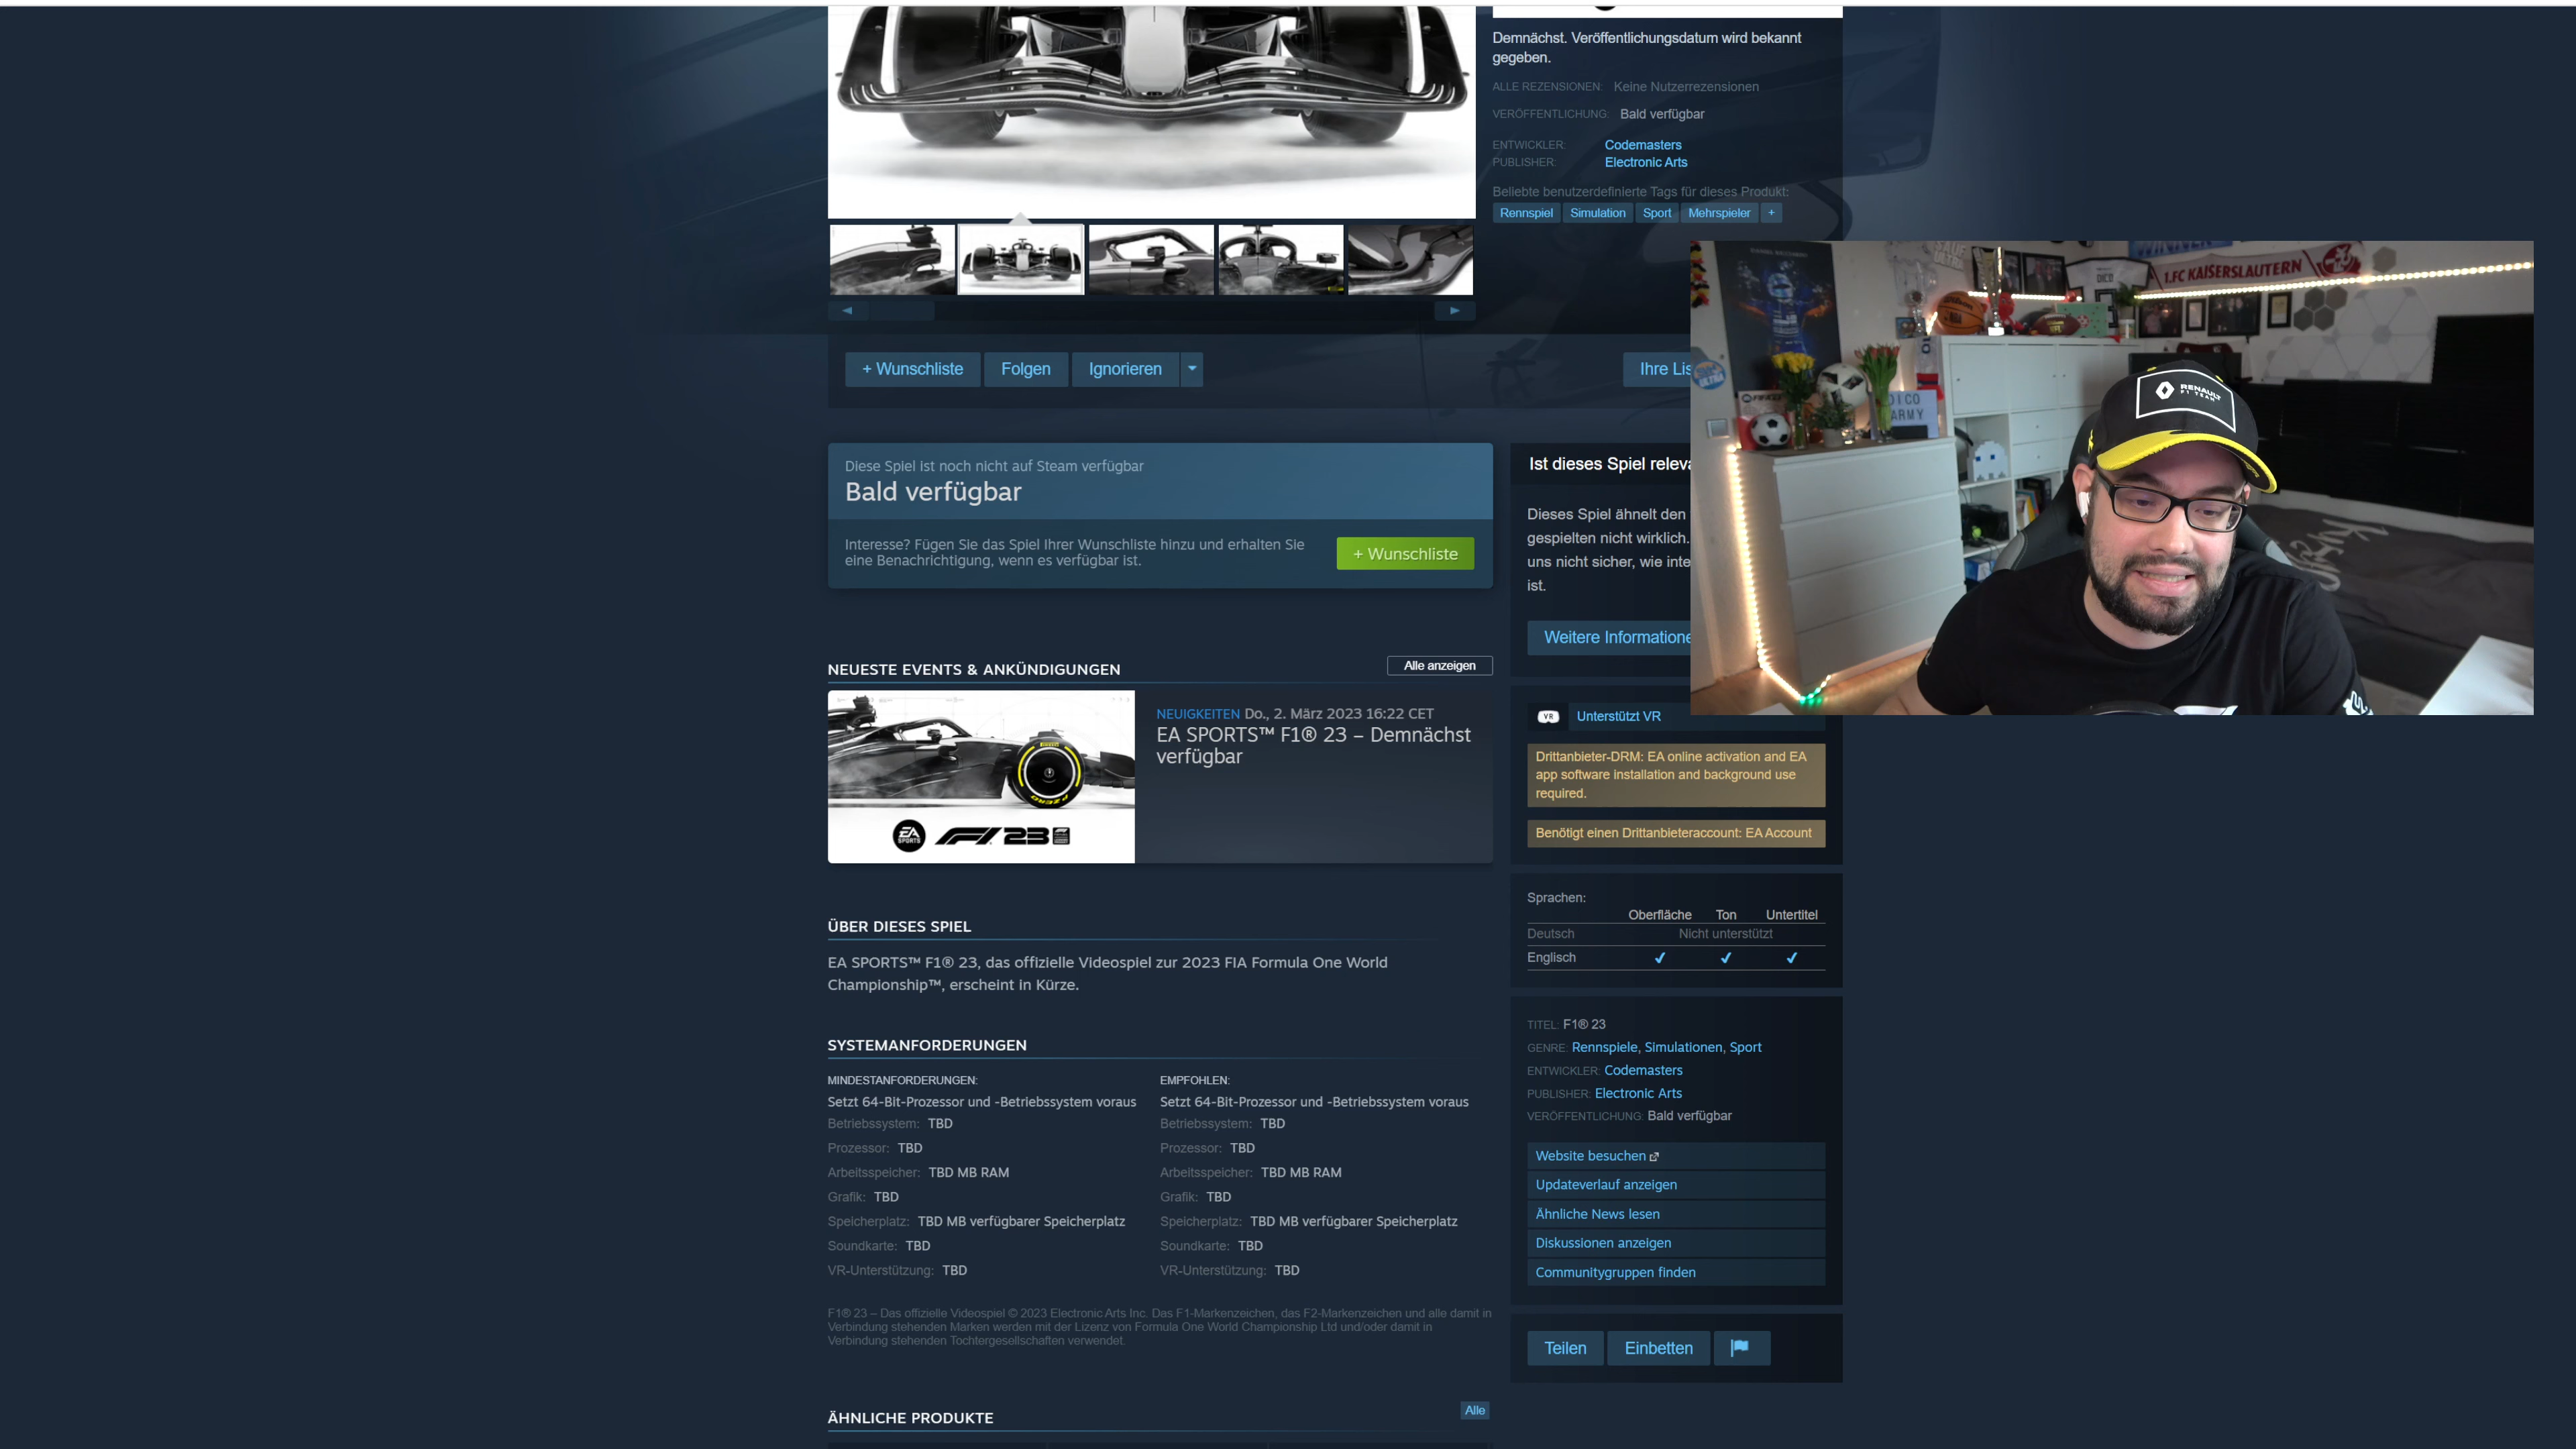 Demnächst. Veröffentlichungsdatum wird bekannt
gegeben.
ALLE REZENSIONEN: Keine Nutzerrezensionen
VERÖFFENTLICHUNG: Bald verfügbar
ENTWICKLER: Codemasters
PUBLISHER: Electronic Arts
Beliebte benutzerdefinierte Tags für dieses Produkt:
Rennspiel Simulation Sport Mehrspieler +
+ Wunschliste Folgen Ignorieren
Ihre Lis
Diese Spiel ist noch nicht auf Steam verfügbar
Bald verfügbar
Interesse? Fügen Sie das Spiel Ihrer Wunschliste hinzu und erhalten Sie
eine Benachrichtigung, wenn es verfügbar ist.
+ Wunschliste
Ist dieses Spiel releva
Dieses Spiel ähnelt den
gespielten nicht wirklich.
uns nicht sicher, wie inte
ist.
Weitere Informatione
1.FC KAISERSLAUTERN
DICO
ARMY
RENAULT
F1 TEAM
NEUESTE EVENTS & ANKÜNDIGUNGEN
Alle anzeigen
NEUIGKEITEN Do., 2. März 2023 16:22 CET
EA SPORTS™ F1® 23 – Demnächst
verfügbar
PIRELLI
P ZERO
EA SPORTS
F1 23
Unterstützt VR
Drittanbieter-DRM: EA online activation and EA
app software installation and background use
required.
Benötigt einen Drittanbieteraccount: EA Account
ÜBER DIESES SPIEL
EA SPORTS™ F1® 23, das offizielle Videospiel zur 2023 FIA Formula One World
Championship™, erscheint in Kürze.
Sprachen:
Oberfläche Ton Untertitel
Deutsch Nicht unterstützt
Englisch ✔ ✔ ✔
SYSTEMANFORDERUNGEN
MINDESTANFORDERUNGEN:
Setzt 64-Bit-Prozessor und -Betriebssystem voraus
Betriebssystem: TBD
Prozessor: TBD
Arbeitsspeicher: TBD MB RAM
Grafik: TBD
Speicherplatz: TBD MB verfügbarer Speicherplatz
Soundkarte: TBD
VR-Unterstützung: TBD
EMPFOHLEN:
Setzt 64-Bit-Prozessor und -Betriebssystem voraus
Betriebssystem: TBD
Prozessor: TBD
Arbeitsspeicher: TBD MB RAM
Grafik: TBD
Speicherplatz: TBD MB verfügbarer Speicherplatz
Soundkarte: TBD
VR-Unterstützung: TBD
TITEL: F1® 23
GENRE: Rennspiele, Simulationen, Sport
ENTWICKLER: Codemasters
PUBLISHER: Electronic Arts
VERÖFFENTLICHUNG: Bald verfügbar
Website besuchen
Updateverlauf anzeigen
Ähnliche News lesen
Diskussionen anzeigen
Communitygruppen finden
F1® 23 – Das offizielle Videospiel © 2023 Electronic Arts Inc. Das F1-Markenzeichen, das F2-Markenzeichen und alle damit in
Verbindung stehenden Marken werden mit der Lizenz von Formula One World Championship Ltd und/oder damit in
Verbindung stehenden Tochtergesellschaften verwendet.
Teilen Einbetten
ÄHNLICHE PRODUKTE
Alle